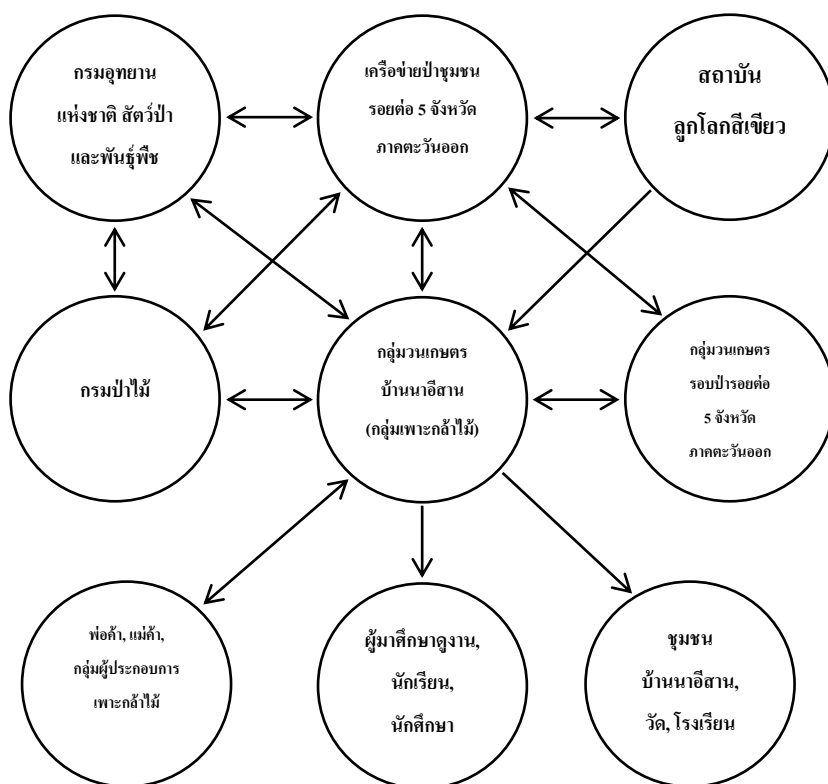 กรมอุทยาน
แห่งชาติ สัตว์ป่า
และพันธุ์พืช
เครือข่ายป่าชุมชน
รอยต่อ 5 จังหวัด
ภาคตะวันออก
สถาบัน
ลูกโลกสีเขียว
กรมป่าไม้
กลุ่มวนเกษตร
บ้านนาอีสาน
(กลุ่มเพาะกล้าไม้)
กลุ่มวนเกษตร
รอบป่ารอยต่อ
5 จังหวัด
ภาคตะวันออก
พ่อค้า, แม่ค้า,
กลุ่มผู้ประกอบการ
เพาะกล้าไม้
ผู้มาศึกษาดูงาน,
นักเรียน,
นักศึกษา
ชุมชน
บ้านนาอีสาน,
วัด, โรงเรียน